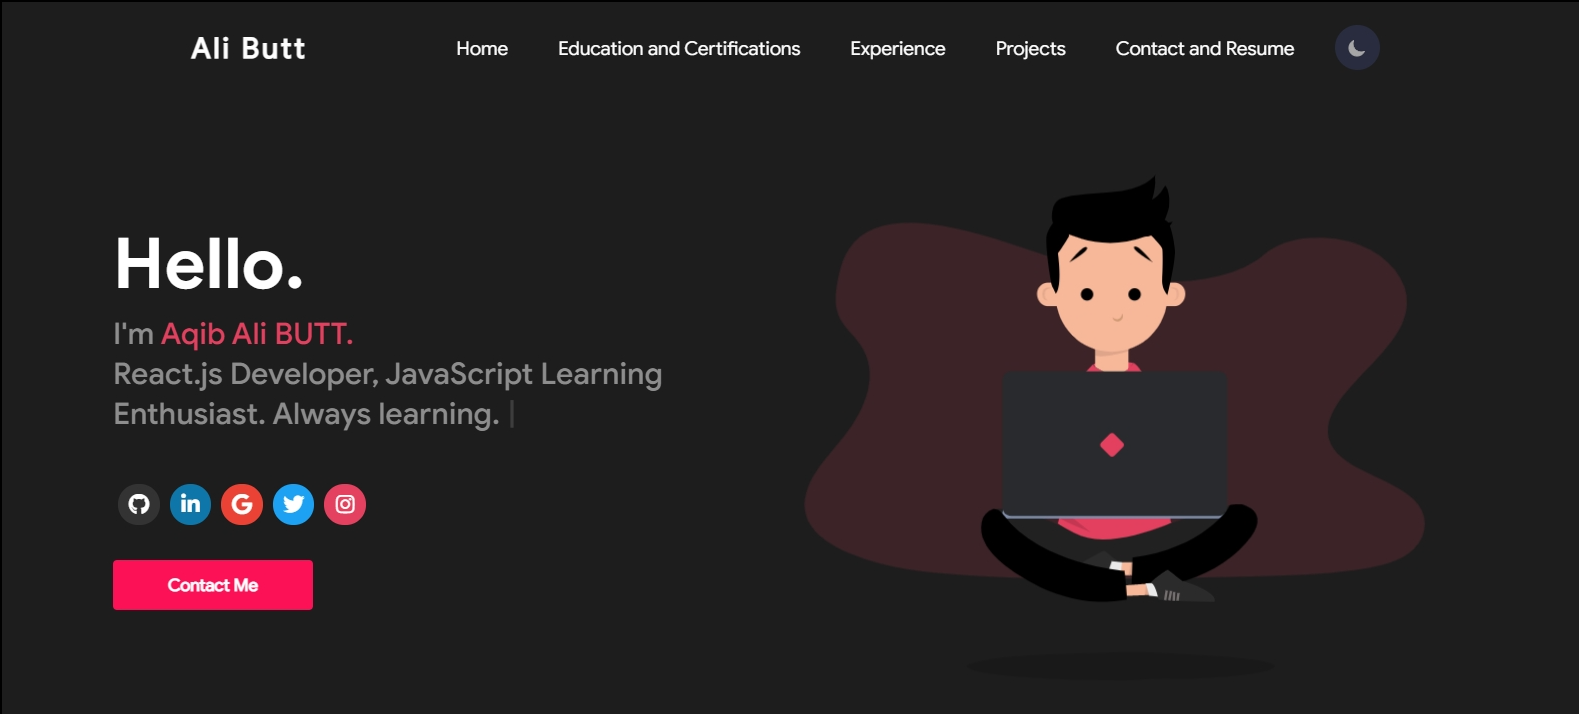 Ali Butt
Home
Education and Certifications
Experience
Projects
Contact and Resume
Hello.
I'm Aqib Ali BUTT.
React.js Developer, JavaScript Learning
Enthusiast. Always learning. |
in
G
Contact Me